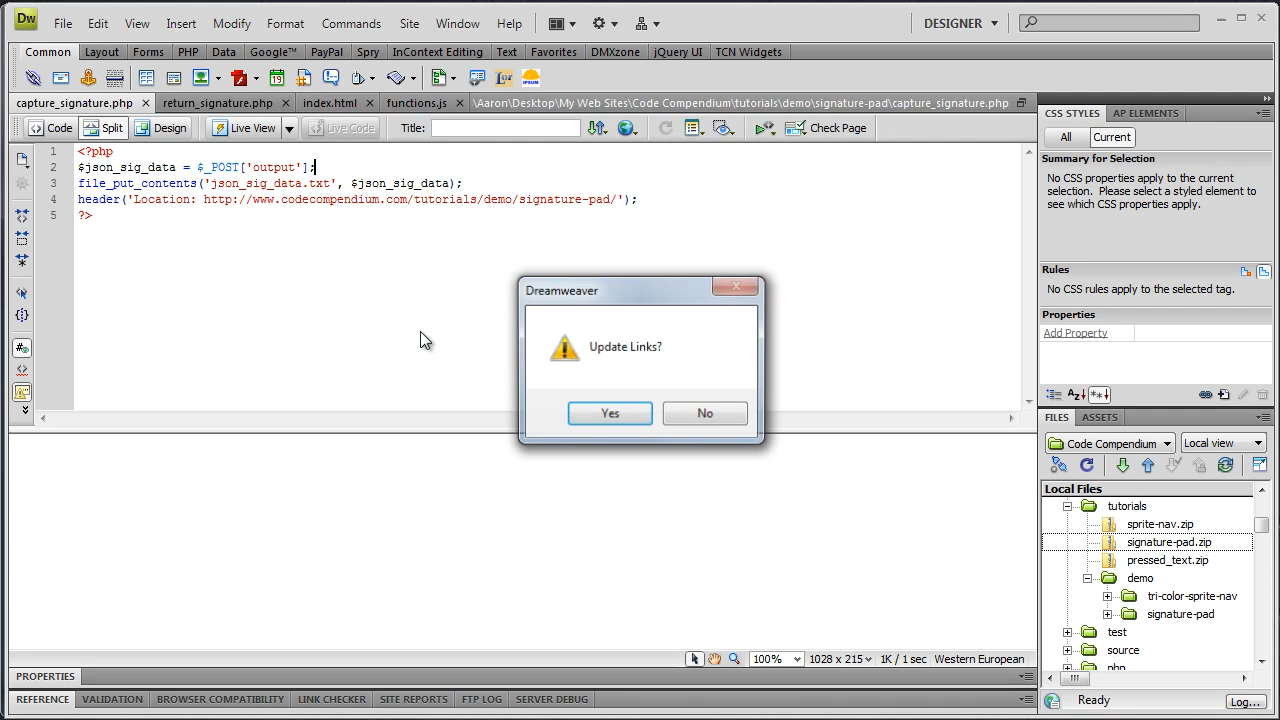 Dw File Edit View Insert Modify Format Commands Site Window Help DESIGNER
Common Layout Forms PHP Data Google™ PayPal Spry InContext Editing Text Favorites DMXzone jQuery UI TCN Widgets
capture_signature.php return_signature.php index.html functions.js \Aaron\Desktop\My Web Sites\Code Compendium\tutorials\demo\signature-pad\capture_signature.php
Code Split Design Live View Live Code Title: Check Page
1 <?php
2 $json_sig_data = $_POST['output'];
3 file_put_contents('json_sig_data.txt', $json_sig_data);
4 header('Location: http://www.codecompendium.com/tutorials/demo/signature-pad/');
5 ?>
Dreamweaver
Update Links?
Yes No
100% 1028 x 215 1K / 1 sec Western European
PROPERTIES
REFERENCE VALIDATION BROWSER COMPATIBILITY LINK CHECKER SITE REPORTS FTP LOG SERVER DEBUG
CSS STYLES AP ELEMENTS
All Current
Summary for Selection
No CSS properties apply to the current
selection. Please select a styled element to
see which CSS properties apply.
Rules
No CSS rules apply to the selected tag.
Properties
Add Property
FILES ASSETS
Code Compendium Local view
Local Files
tutorials
sprite-nav.zip
signature-pad.zip
pressed_text.zip
demo
tri-color-sprite-nav
signature-pad
test
source
php
Ready Log...